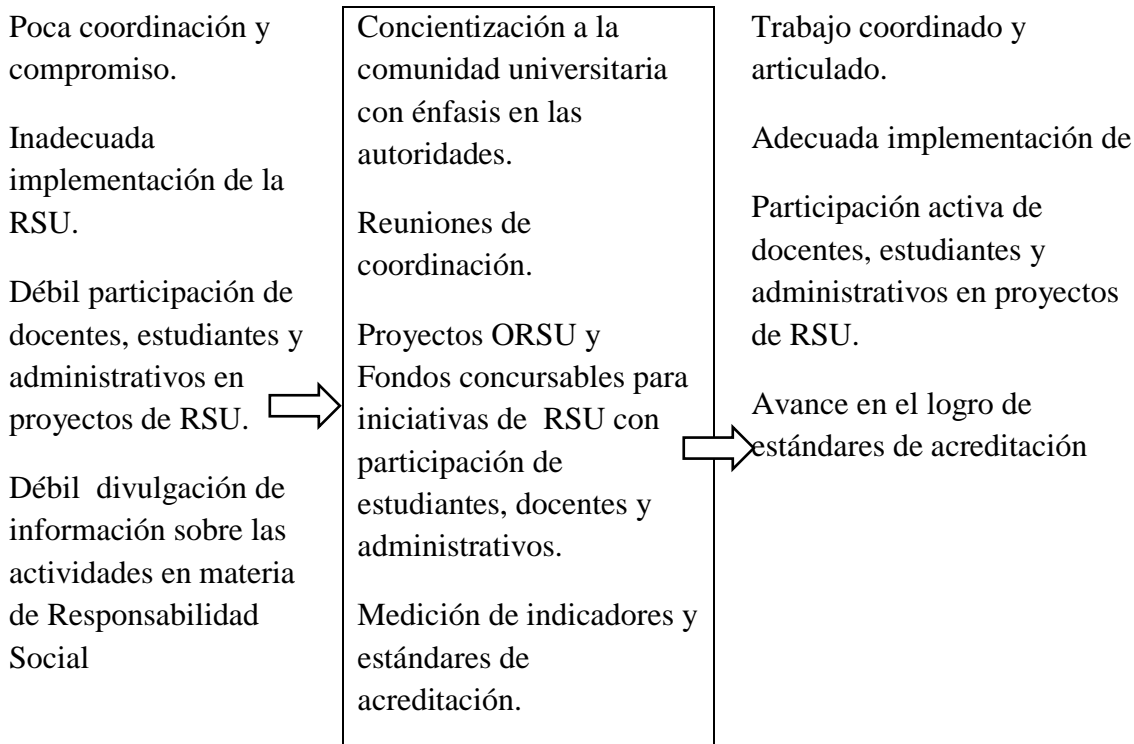 Poca coordinación y
compromiso.
Inadecuada
implementación de la
RSU.
Débil participación de
docentes, estudiantes y
administrativos en
proyectos de RSU.
Débil  divulgación de
información sobre las
actividades en materia
de Responsabilidad
Social
Concientización a la
comunidad universitaria
con énfasis en las
autoridades.
Reuniones de
coordinación.
Proyectos ORSU y
Fondos concursables para
iniciativas de  RSU con
participación de
estudiantes, docentes y
administrativos.
Medición de indicadores y
estándares de
acreditación.
Trabajo coordinado y
articulado.
Adecuada implementación de
Participación activa de
docentes, estudiantes y
administrativos en proyectos
de RSU.
Avance en el logro de
estándares de acreditación